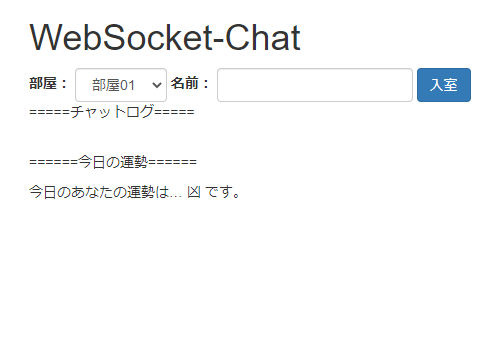 WebSocket-Chat
部屋： 部屋01 名前： 入室
=====チャットログ=====
======今日の運勢======
今日のあなたの運勢は... 凶 です。